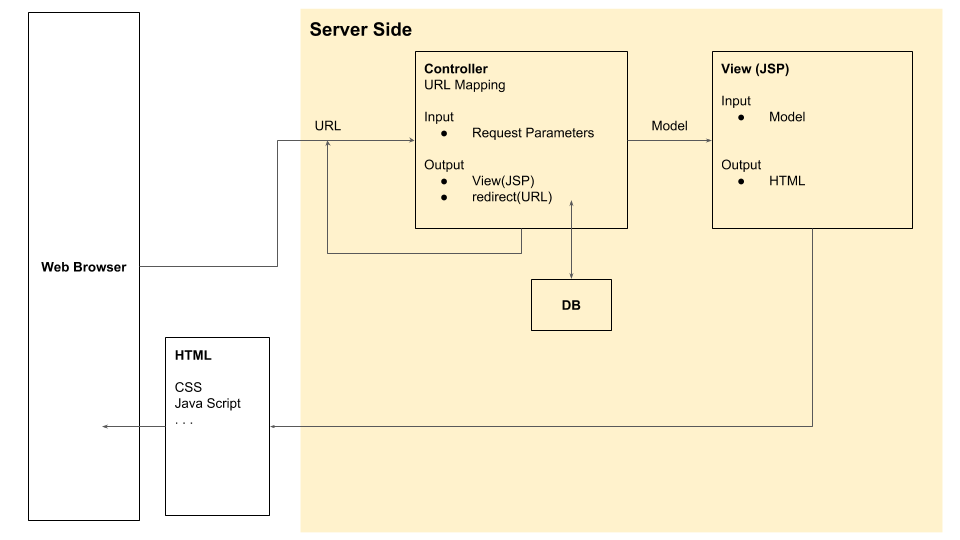 Server Side
Controller
URL Mapping
Input
● Request Parameters
Output
● View(JSP)
● redirect(URL)
View (JSP)
Input
● Model
Output
● HTML
URL
Model
Web Browser
DB
HTML
CSS
Java Script
. . .